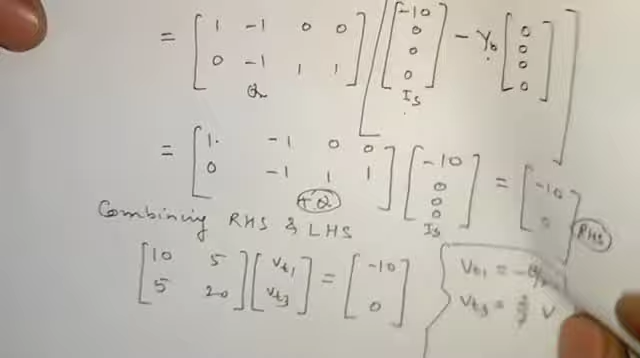 = [ 1 -1 0 0 ; 0 -1 1 1 ] [ [ -10 ; 0 ; 0 ; 0 ] - Yb [ 0 ; 0 ; 0 ; 0 ] ]
Q Is
= [ 1 -1 0 0 ; 0 -1 1 1 ] [ -10 ; 0 ; 0 ; 0 ] = [ -10 ; 0 ]
Q Is RHS
Combining RHS & LHS
[ 10 5 ; 5 20 ] [ Vt1 ; Vt3 ] = [ -10 ; 0 ]
Vt1 = -
Vt3 = V